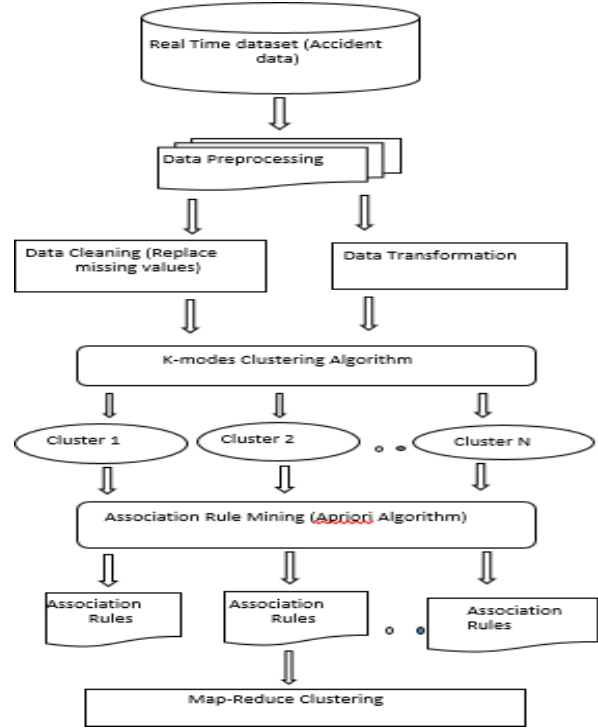 Real Time dataset (Accident
data)
Data Preprocessing
Data Cleaning (Replace
missing values)
Data Transformation
K-modes Clustering Algorithm
Cluster 1
Cluster 2
Cluster N
Association Rule Mining (Apriori Algorithm)
Association
Rules
Association
Rules
Association
Rules
Map-Reduce Clustering